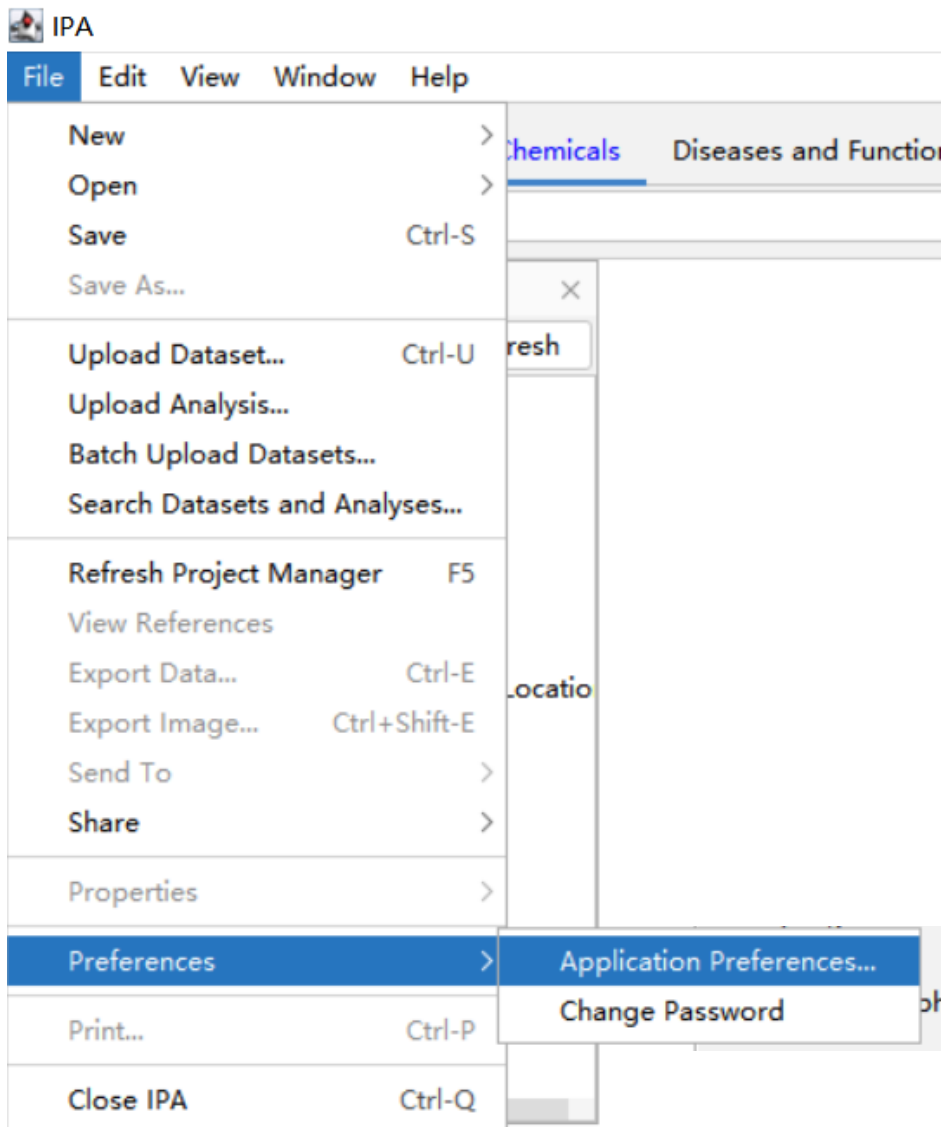 IPA
File Edit View Window Help
New
Chemicals Diseases and Function
Open
Save Ctrl-S
Save As...
Upload Dataset... Ctrl-U
resh
Upload Analysis...
Batch Upload Datasets...
Search Datasets and Analyses...
Refresh Project Manager F5
View References
Export Data... Ctrl-E
Locatio
Export Image... Ctrl+Shift-E
Send To
Share
Properties
Preferences
Application Preferences...
Change Password
Print... Ctrl-P
Close IPA Ctrl-Q